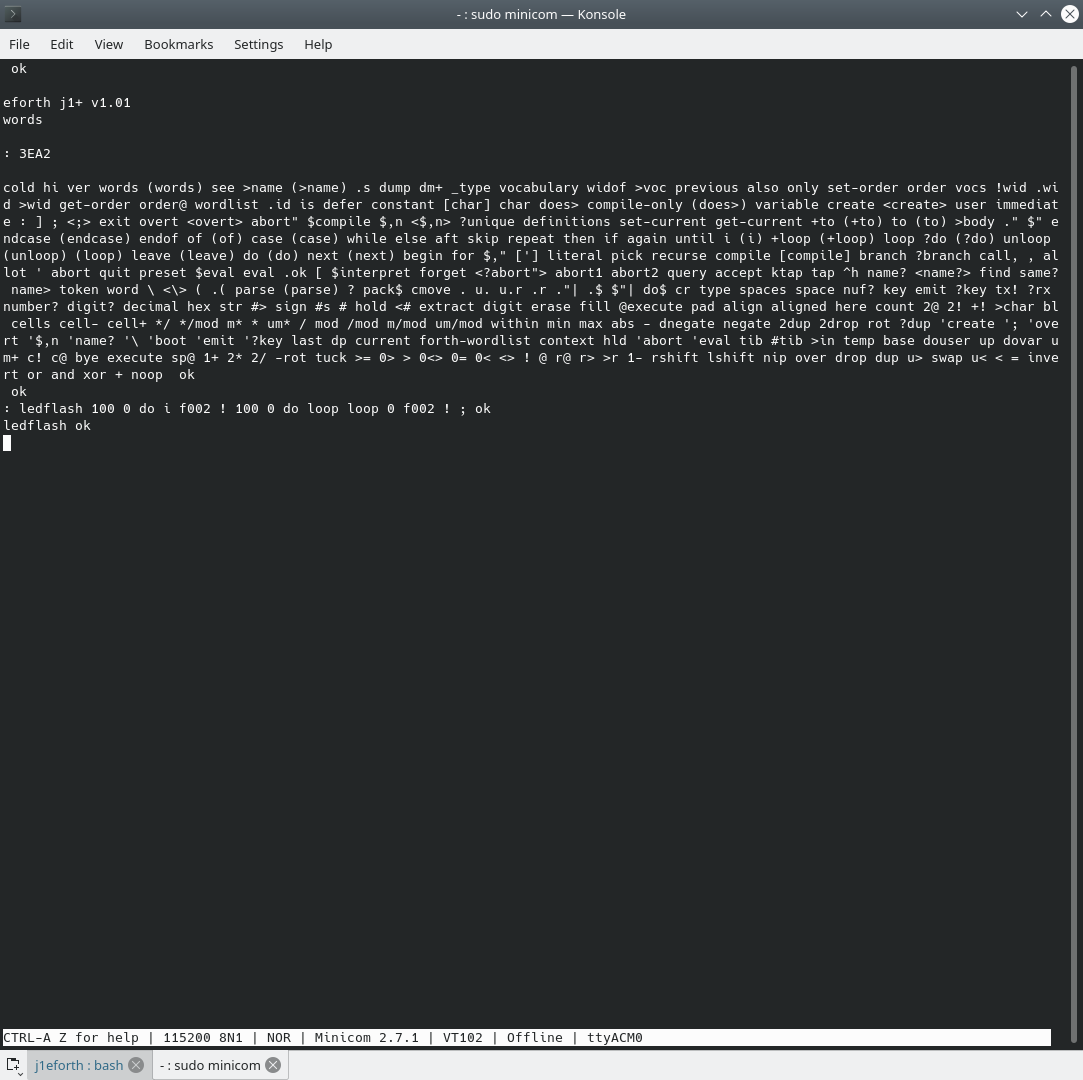 - : sudo minicom — Konsole
File Edit View Bookmarks Settings Help
ok
eforth j1+ v1.01
words
: 3EA2
cold hi ver words (words) see >name (>name) .s dump dm+ _type vocabulary widof >voc previous also only set-order order vocs !wid .wi
d >wid get-order order@ wordlist .id is defer constant [char] char does> compile-only (does>) variable create <create> user immediat
e : ] ; <;> exit overt <overt> abort" $compile $,n <$,n> ?unique definitions set-current get-current +to (+to) to (to) >body ." $" e
ndcase (endcase) endof of (of) case (case) while else aft skip repeat then if again until i (i) +loop (+loop) loop ?do (?do) unloop
(unloop) (loop) leave (leave) do (do) next (next) begin for $," ['] literal pick recurse compile [compile] branch ?branch call, , al
lot ' abort quit preset $eval eval .ok [ $interpret forget <?abort"> abort1 abort2 query accept ktap tap ^h name? <name?> find same?
name> token word \ <\> ( .( parse (parse) ? pack$ cmove . u. u.r .r ."| .$ $"| do$ cr type spaces space nuf? key emit ?key tx! ?rx
number? digit? decimal hex str #> sign #s # hold <# extract digit erase fill @execute pad align aligned here count 2@ 2! +! >char bl
cells cell- cell+ */ */mod m* * um* / mod /mod m/mod um/mod within min max abs - dnegate negate 2dup 2drop rot ?dup 'create '; 'ove
rt '$,n 'name? '\ 'boot 'emit '?key last dp current forth-wordlist context hld 'abort 'eval tib #tib >in temp base douser up dovar u
m+ c! c@ bye execute sp@ 1+ 2* 2/ -rot tuck >= 0> > 0<> 0= 0< <> ! @ r@ r> >r 1- rshift lshift nip over drop dup u> swap u< < = inve
rt or and xor + noop  ok
ok
: ledflash 100 0 do i f002 ! 100 0 do loop loop 0 f002 ! ; ok
ledflash ok
CTRL-A Z for help | 115200 8N1 | NOR | Minicom 2.7.1 | VT102 | Offline | ttyACM0
j1eforth : bash - : sudo minicom